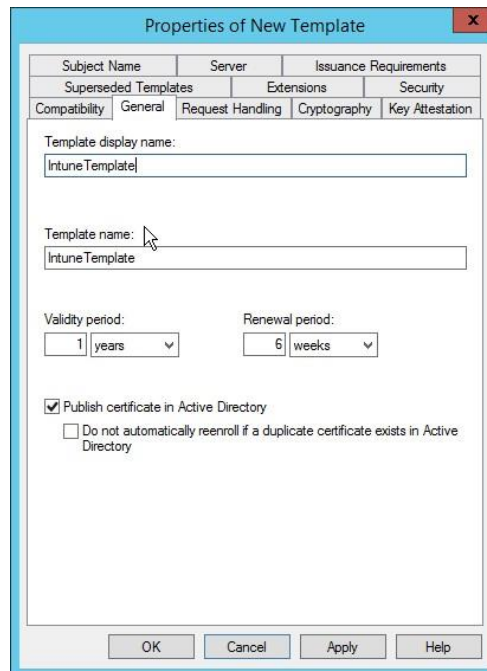 Properties of New Template
x
Subject Name Server Issuance Requirements
Superseded Templates Extensions Security
Compatibility General Request Handling Cryptography Key Attestation
Template display name:
IntuneTemplate
Template name:
IntuneTemplate
Validity period: Renewal period:
1 years 6 weeks
Publish certificate in Active Directory
Do not automatically reenroll if a duplicate certificate exists in Active
Directory
OK Cancel Apply Help